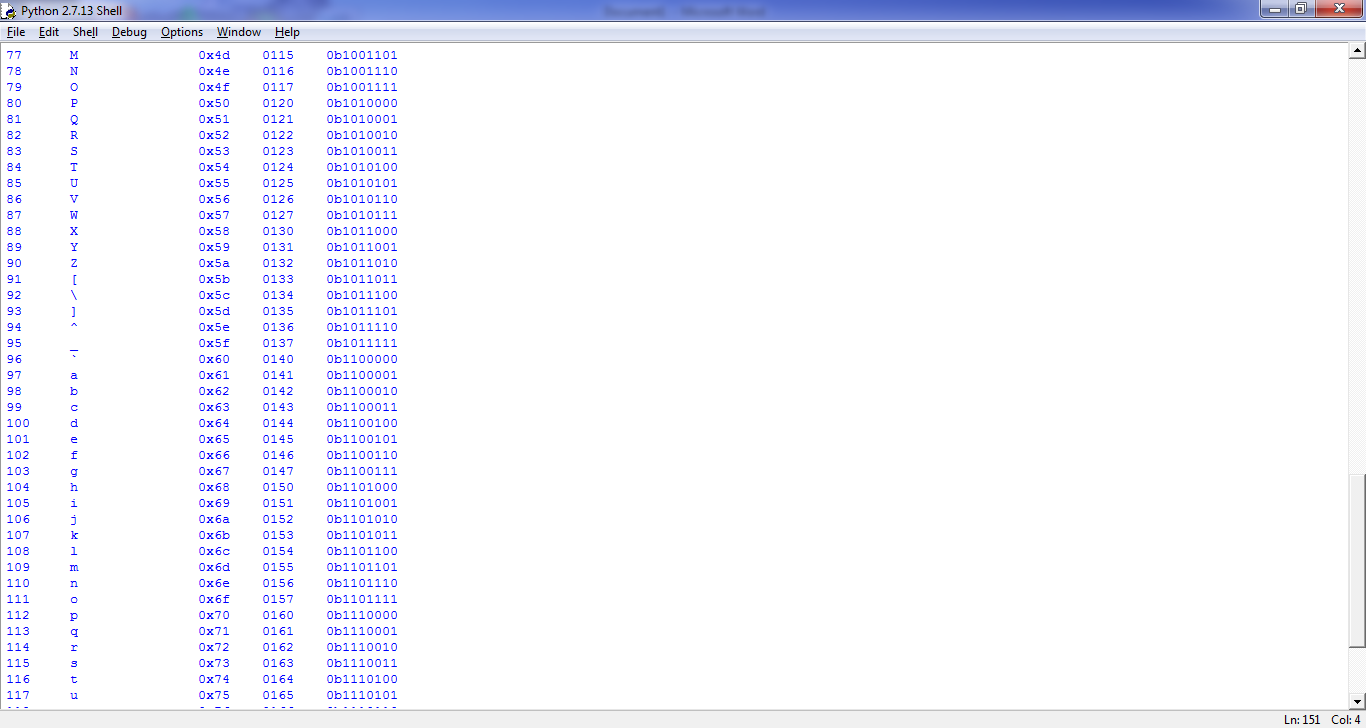 Python 2.7.13 Shell
File Edit Shell Debug Options Window Help
77 M 0x4d 0115 0b1001101
78 N 0x4e 0116 0b1001110
79 O 0x4f 0117 0b1001111
80 P 0x50 0120 0b1010000
81 Q 0x51 0121 0b1010001
82 R 0x52 0122 0b1010010
83 S 0x53 0123 0b1010011
84 T 0x54 0124 0b1010100
85 U 0x55 0125 0b1010101
86 V 0x56 0126 0b1010110
87 W 0x57 0127 0b1010111
88 X 0x58 0130 0b1011000
89 Y 0x59 0131 0b1011001
90 Z 0x5a 0132 0b1011010
91 [ 0x5b 0133 0b1011011
92 \ 0x5c 0134 0b1011100
93 ] 0x5d 0135 0b1011101
94 ^ 0x5e 0136 0b1011110
95 _ 0x5f 0137 0b1011111
96 ` 0x60 0140 0b1100000
97 a 0x61 0141 0b1100001
98 b 0x62 0142 0b1100010
99 c 0x63 0143 0b1100011
100 d 0x64 0144 0b1100100
101 e 0x65 0145 0b1100101
102 f 0x66 0146 0b1100110
103 g 0x67 0147 0b1100111
104 h 0x68 0150 0b1101000
105 i 0x69 0151 0b1101001
106 j 0x6a 0152 0b1101010
107 k 0x6b 0153 0b1101011
108 l 0x6c 0154 0b1101100
109 m 0x6d 0155 0b1101101
110 n 0x6e 0156 0b1101110
111 o 0x6f 0157 0b1101111
112 p 0x70 0160 0b1110000
113 q 0x71 0161 0b1110001
114 r 0x72 0162 0b1110010
115 s 0x73 0163 0b1110011
116 t 0x74 0164 0b1110100
117 u 0x75 0165 0b1110101
Ln: 151 Col: 4